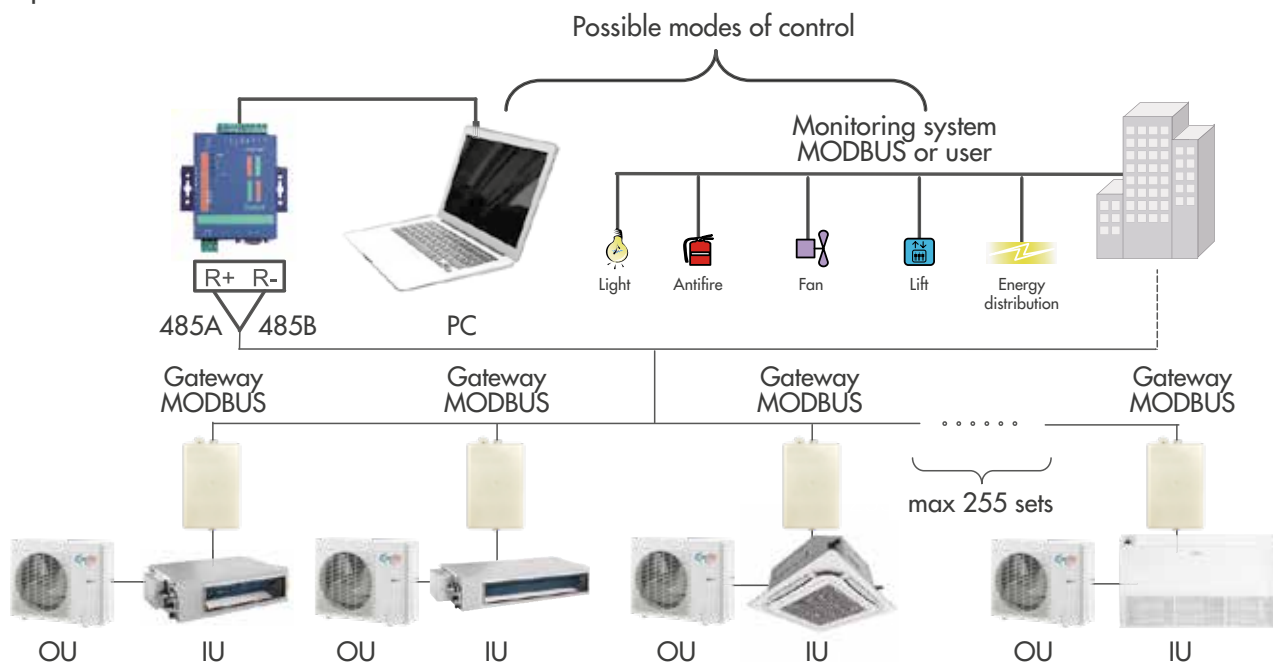 Possible modes of control
Monitoring system
MODBUS or user
Light
Antifire
Fan
Lift
Energy
distribution
R+ R-
485A 485B
PC
Gateway
MODBUS
Gateway
MODBUS
Gateway
MODBUS
Gateway
MODBUS
max 255 sets
OU IU OU IU OU IU OU IU